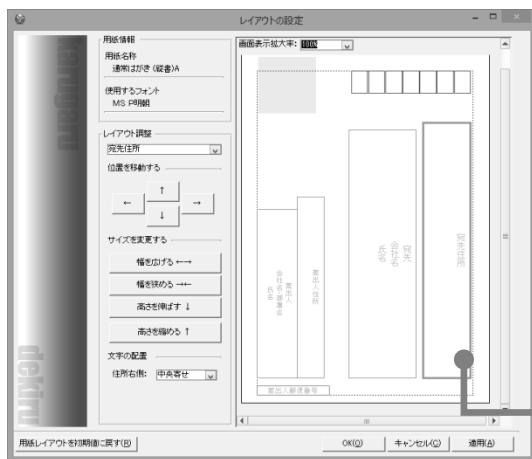 レイアウトの設定
用紙情報
用紙名称
通常はがき（縦書）A
使用するフォント
MS P明朝
レイアウト調整
宛先住所
位置を移動する
↑
← →
↓
サイズを変更する
幅を広げる ←→
幅を狭める →←
高さを伸ばす ↓
高さを縮める ↑
文字の配置
住所右側: 中央寄せ
画面表示拡大率: 100%
宛先住所
宛先
会社名
氏名
差出人住所
差出人
会社名・部署名
氏名
差出人郵便番号
karugaru
dekiru
用紙レイアウトを初期値に戻す(R)
OK(O)
キャンセル(C)
適用(A)